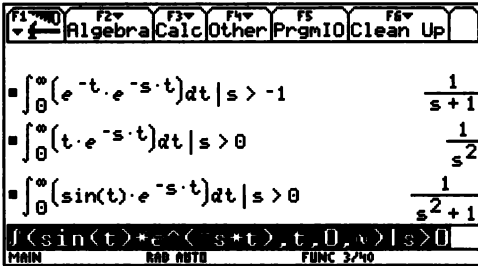 F1 F2 F3 F4 F5 F6
Algebra Calc Other PrgmIO Clean Up
∫₀^∞(e^-t·e^-s·t)dt|s > -1 1/(s + 1)
∫₀^∞(t·e^-s·t)dt|s > 0 1/s²
∫₀^∞(sin(t)·e^-s·t)dt|s > 0 1/(s² + 1)
∫(sin(t)*e^(-s*t),t,0,∞)|s>0
MAIN RAD AUTO FUNC 3/40